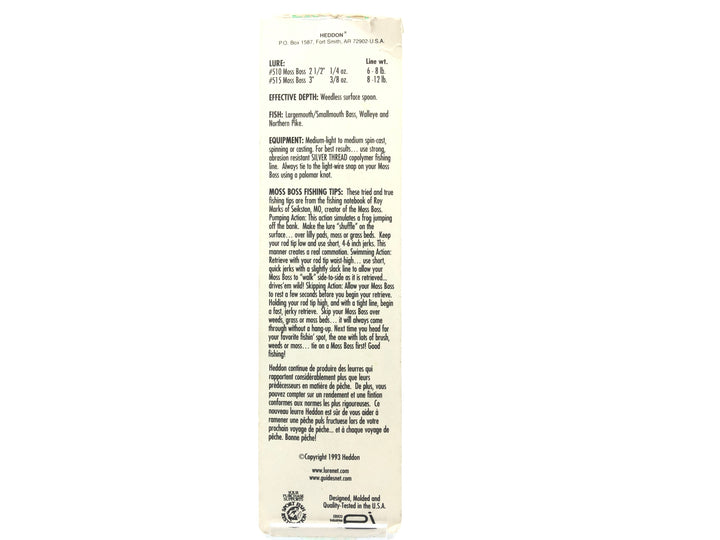 HEDDON®
P.O. Box 1587, Fort Smith, AR 72902-U.S.A.
LURE: Line wt.
#510 Moss Boss 2 1/2" 1/4 oz. 6 - 8 lb.
#515 Moss Boss 3" 3/8 oz. 8 -12 lb.
EFFECTIVE DEPTH: Weedless surface spoon.
FISH: Largemouth/Smallmouth Bass, Walleye and
Northern Pike.
EQUIPMENT: Medium-light to medium spin-cast,
spinning or casting. For best results... use strong,
abrasion resistant SILVER THREAD copolymer fishing
line. Always tie to the light-wire snap on your Moss
Boss using a palomar knot.
MOSS BOSS FISHING TIPS: These tried and true
fishing tips are from the fishing notebook of Roy
Marks of Seikston, MO, creator of the Moss Boss.
Pumping Action: This action simulates a frog jumping
off the bank. Make the lure "shuffle" on the
surface... over lilly pads, moss or grass beds. Keep
your rod tip low and use short, 4-6 inch jerks. This
manner creates a real commotion. Swimming Action:
Retrieve with your rod tip waist-high... use short,
quick jerks with a slightly slack line to allow your
Moss Boss to "walk" side-to-side as it is retrieved...
drives'em wild! Skipping Action: Allow your Moss Boss
to rest a few seconds before you begin your retrieve.
Holding your rod tip high, and with a tight line, begin
a fast, jerky retrieve. Skip your Moss Boss over
weeds, grass or moss beds... it will always come
through without a hang-up. Next time you head for
your favorite fishin' spot, the one with lots of brush,
weeds or moss... tie on a Moss Boss first! Good
fishing!
Heddon continue de produire des leurres qui
rapportent considérablement plus que leurs
prédecesseurs en matière de pêche. De plus, vous
pouvez compter sur un rendement et une finition
conformes aux normes les plus rigoureuses. Ce
nouveau leurre Heddon est sûr de vous aider à
ramener une pêche puls fructuese lars de votre
prochain voyage de pêche... et à chaque voyage de
pêche. Bonne pêche!
©Copyright 1993 Heddon
www.lurenet.com
www.guidesnet.com
YOUR
PURCHASE
SUPPORTS
Designed, Molded and
Quality-Tested in the U.S.A.
EBSCO
Industries